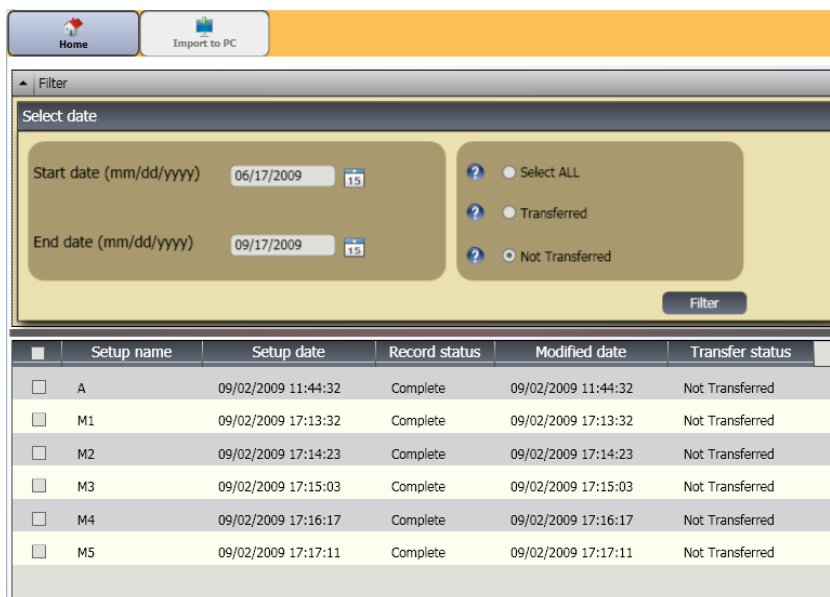 Home Import to PC
Filter
Select date
Start date (mm/dd/yyyy) 06/17/2009 15 ? Select ALL
? Transferred
End date (mm/dd/yyyy) 09/17/2009 15 ? Not Transferred
Filter
Setup name Setup date Record status Modified date Transfer status
A 09/02/2009 11:44:32 Complete 09/02/2009 11:44:32 Not Transferred
M1 09/02/2009 17:13:32 Complete 09/02/2009 17:13:32 Not Transferred
M2 09/02/2009 17:14:23 Complete 09/02/2009 17:14:23 Not Transferred
M3 09/02/2009 17:15:03 Complete 09/02/2009 17:15:03 Not Transferred
M4 09/02/2009 17:16:17 Complete 09/02/2009 17:16:17 Not Transferred
M5 09/02/2009 17:17:11 Complete 09/02/2009 17:17:11 Not Transferred